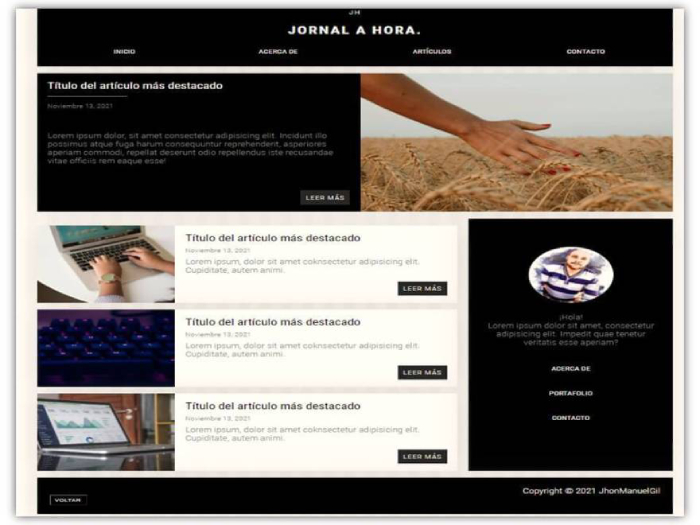 JH
JORNAL A HORA.
INICIO ACERCA DE ARTÍCULOS CONTACTO
Título del artículo más destacado
Noviembre 13, 2021
Lorem ipsum dolor, sit amet consectetur adipisicing elit. Incidunt illo
possimus atque fuga harum consequuntur reprehenderit, asperiores
aperiam commodi, repellat deserunt odio repellendus iste recusandae
vitae officiis rem eaque esse!
LEER MÁS
Título del artículo más destacado
Noviembre 13, 2021
Lorem ipsum, dolor sit amet coknsectetur adipisicing elit.
Cupiditate, autem animi.
LEER MÁS
Título del artículo más destacado
Noviembre 13, 2021
Lorem ipsum, dolor sit amet coknsectetur adipisicing elit.
Cupiditate, autem animi.
LEER MÁS
Título del artículo más destacado
Noviembre 13, 2021
Lorem ipsum, dolor sit amet coknsectetur adipisicing elit.
Cupiditate, autem animi.
LEER MÁS
¡Hola!
Lorem ipsum dolor sit amet, consectetur
adipisicing elit. Impedit quae tenetur
veritatis esse aperiam?
ACERCA DE
PORTAFOLIO
CONTACTO
VOLTAR
Copyright © 2021 JhonManuelGil